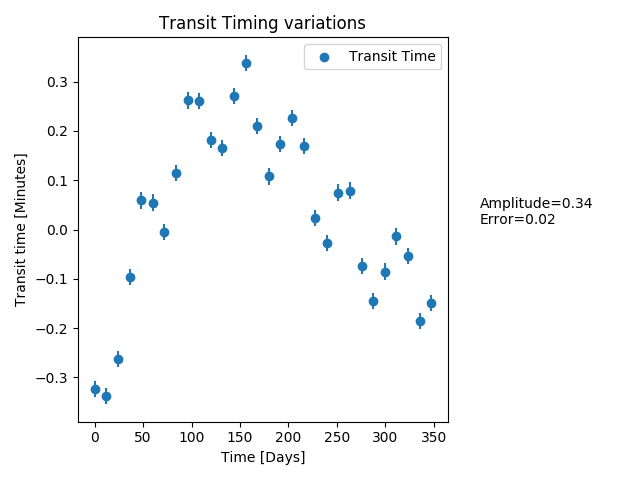 Transit Timing variations
Transit Time
Transit time [Minutes]
0.3
0.2
0.1
0.0
−0.1
−0.2
−0.3
0
50
100
150
200
250
300
350
Time [Days]
Amplitude=0.34
Error=0.02